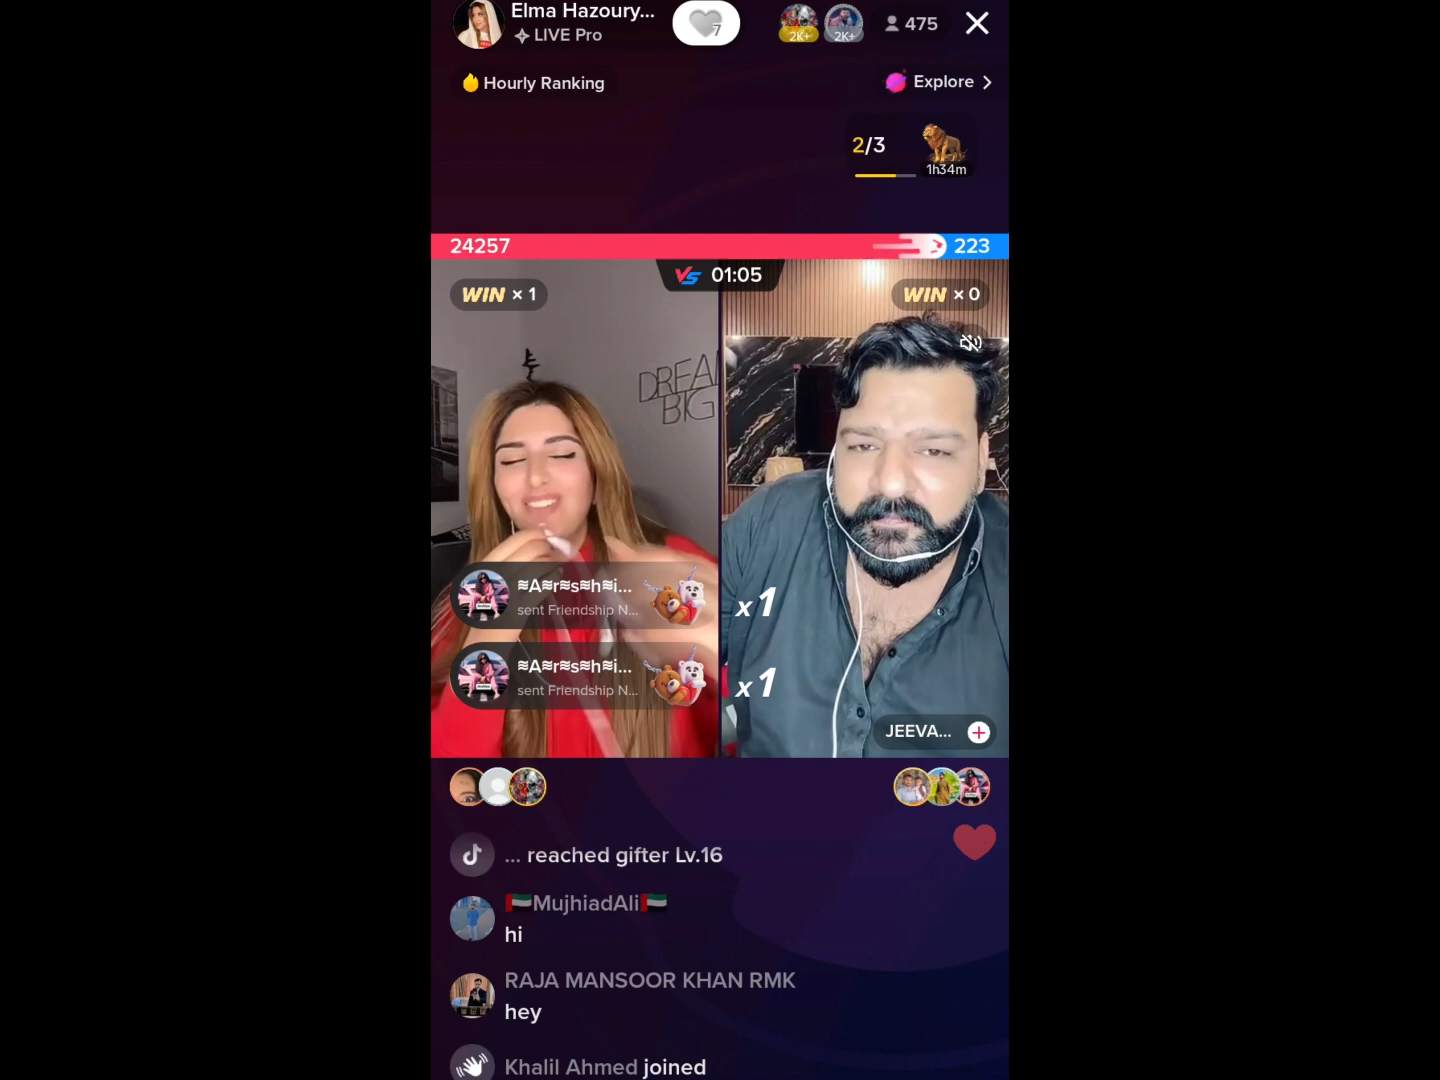 Elma Hazoury...
LIVE Pro
7
2K+
2K+
475
Hourly Ranking
Explore
2/3
1h34m
24257
223
VS 01:05
WIN × 1
WIN × 0
DREAM
BIG
≋A≋r≋s≋h≋i...
sent Friendship N...
x1
≋A≋r≋s≋h≋i...
sent Friendship N...
x1
JEEVA...
... reached gifter Lv.16
🇦🇪MujhiadAli🇦🇪
hi
RAJA MANSOOR KHAN RMK
hey
Khalil Ahmed joined